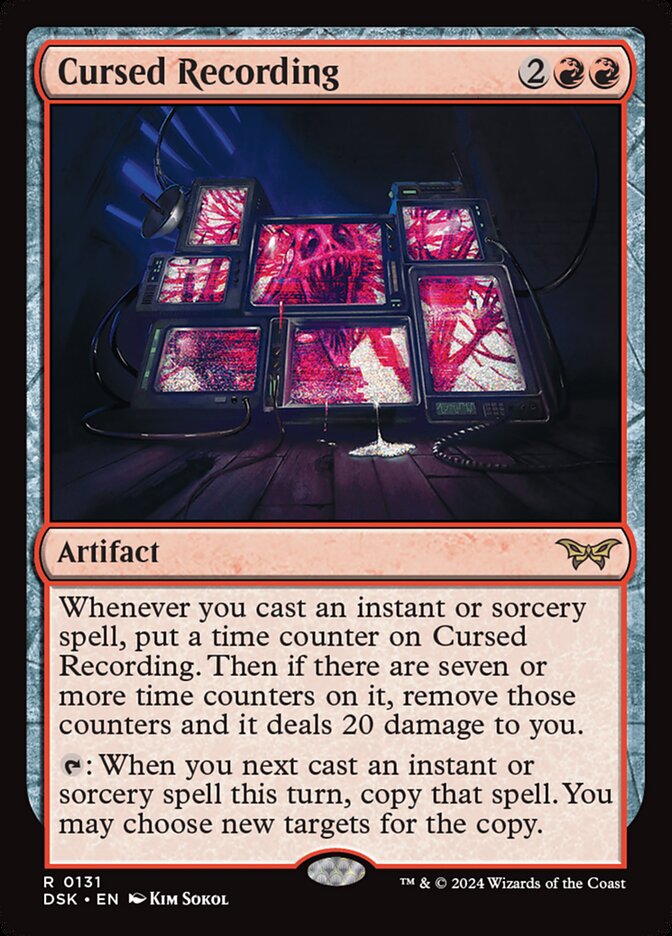 Cursed Recording 2
Artifact
Whenever you cast an instant or sorcery
spell, put a time counter on Cursed
Recording. Then if there are seven or
more time counters on it, remove those
counters and it deals 20 damage to you.
: When you next cast an instant or
sorcery spell this turn, copy that spell. You
may choose new targets for the copy.
R 0131
DSK • EN Kim Sokol
™ & © 2024 Wizards of the Coast